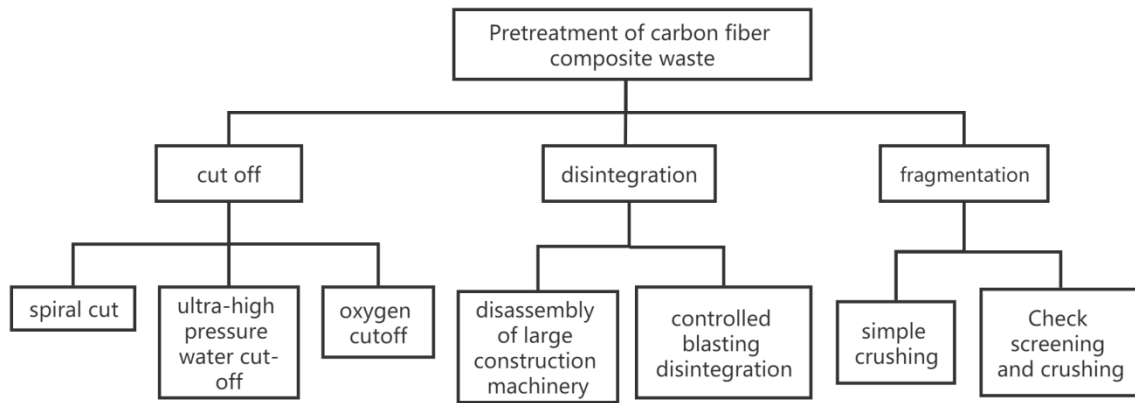 Pretreatment of carbon fiber
composite waste
cut off
disintegration
fragmentation
spiral cut
ultra-high
pressure
water cut-
off
oxygen
cutoff
disassembly
of large
construction
machinery
controlled
blasting
disintegration
simple
crushing
Check
screening
and crushing